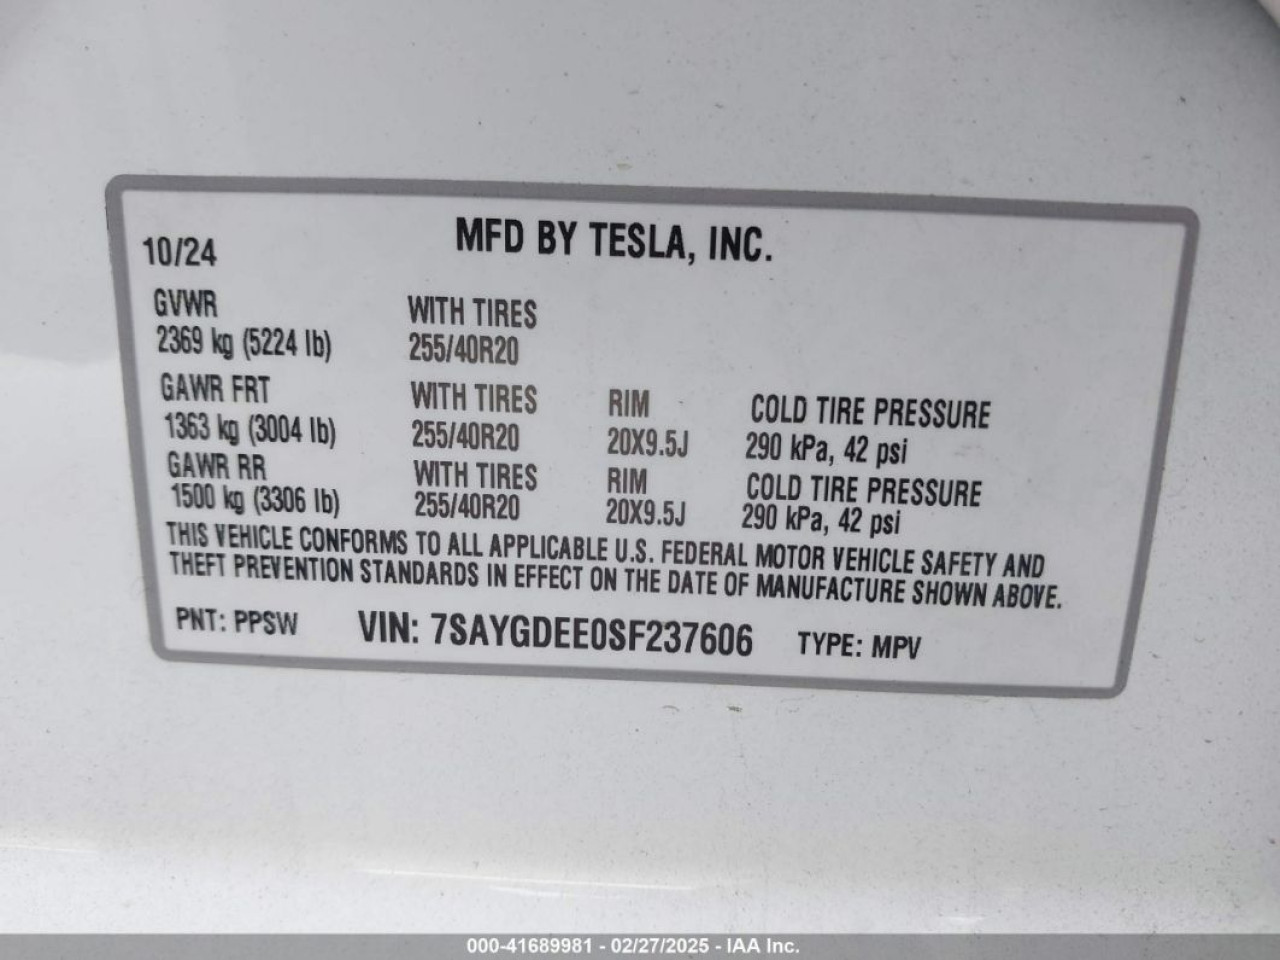 MFD BY TESLA, INC.
10/24
GVWR WITH TIRES
2369 kg (5224 lb) 255/40R20
GAWR FRT WITH TIRES RIM COLD TIRE PRESSURE
1363 kg (3004 lb) 255/40R20 20X9.5J 290 kPa, 42 psi
GAWR RR WITH TIRES RIM COLD TIRE PRESSURE
1500 kg (3306 lb) 255/40R20 20X9.5J 290 kPa, 42 psi
THIS VEHICLE CONFORMS TO ALL APPLICABLE U.S. FEDERAL MOTOR VEHICLE SAFETY AND
THEFT PREVENTION STANDARDS IN EFFECT ON THE DATE OF MANUFACTURE SHOWN ABOVE.
PNT: PPSW VIN: 7SAYGDEE0SF237606 TYPE: MPV
000-41689981 - 02/27/2025 - IAA Inc.